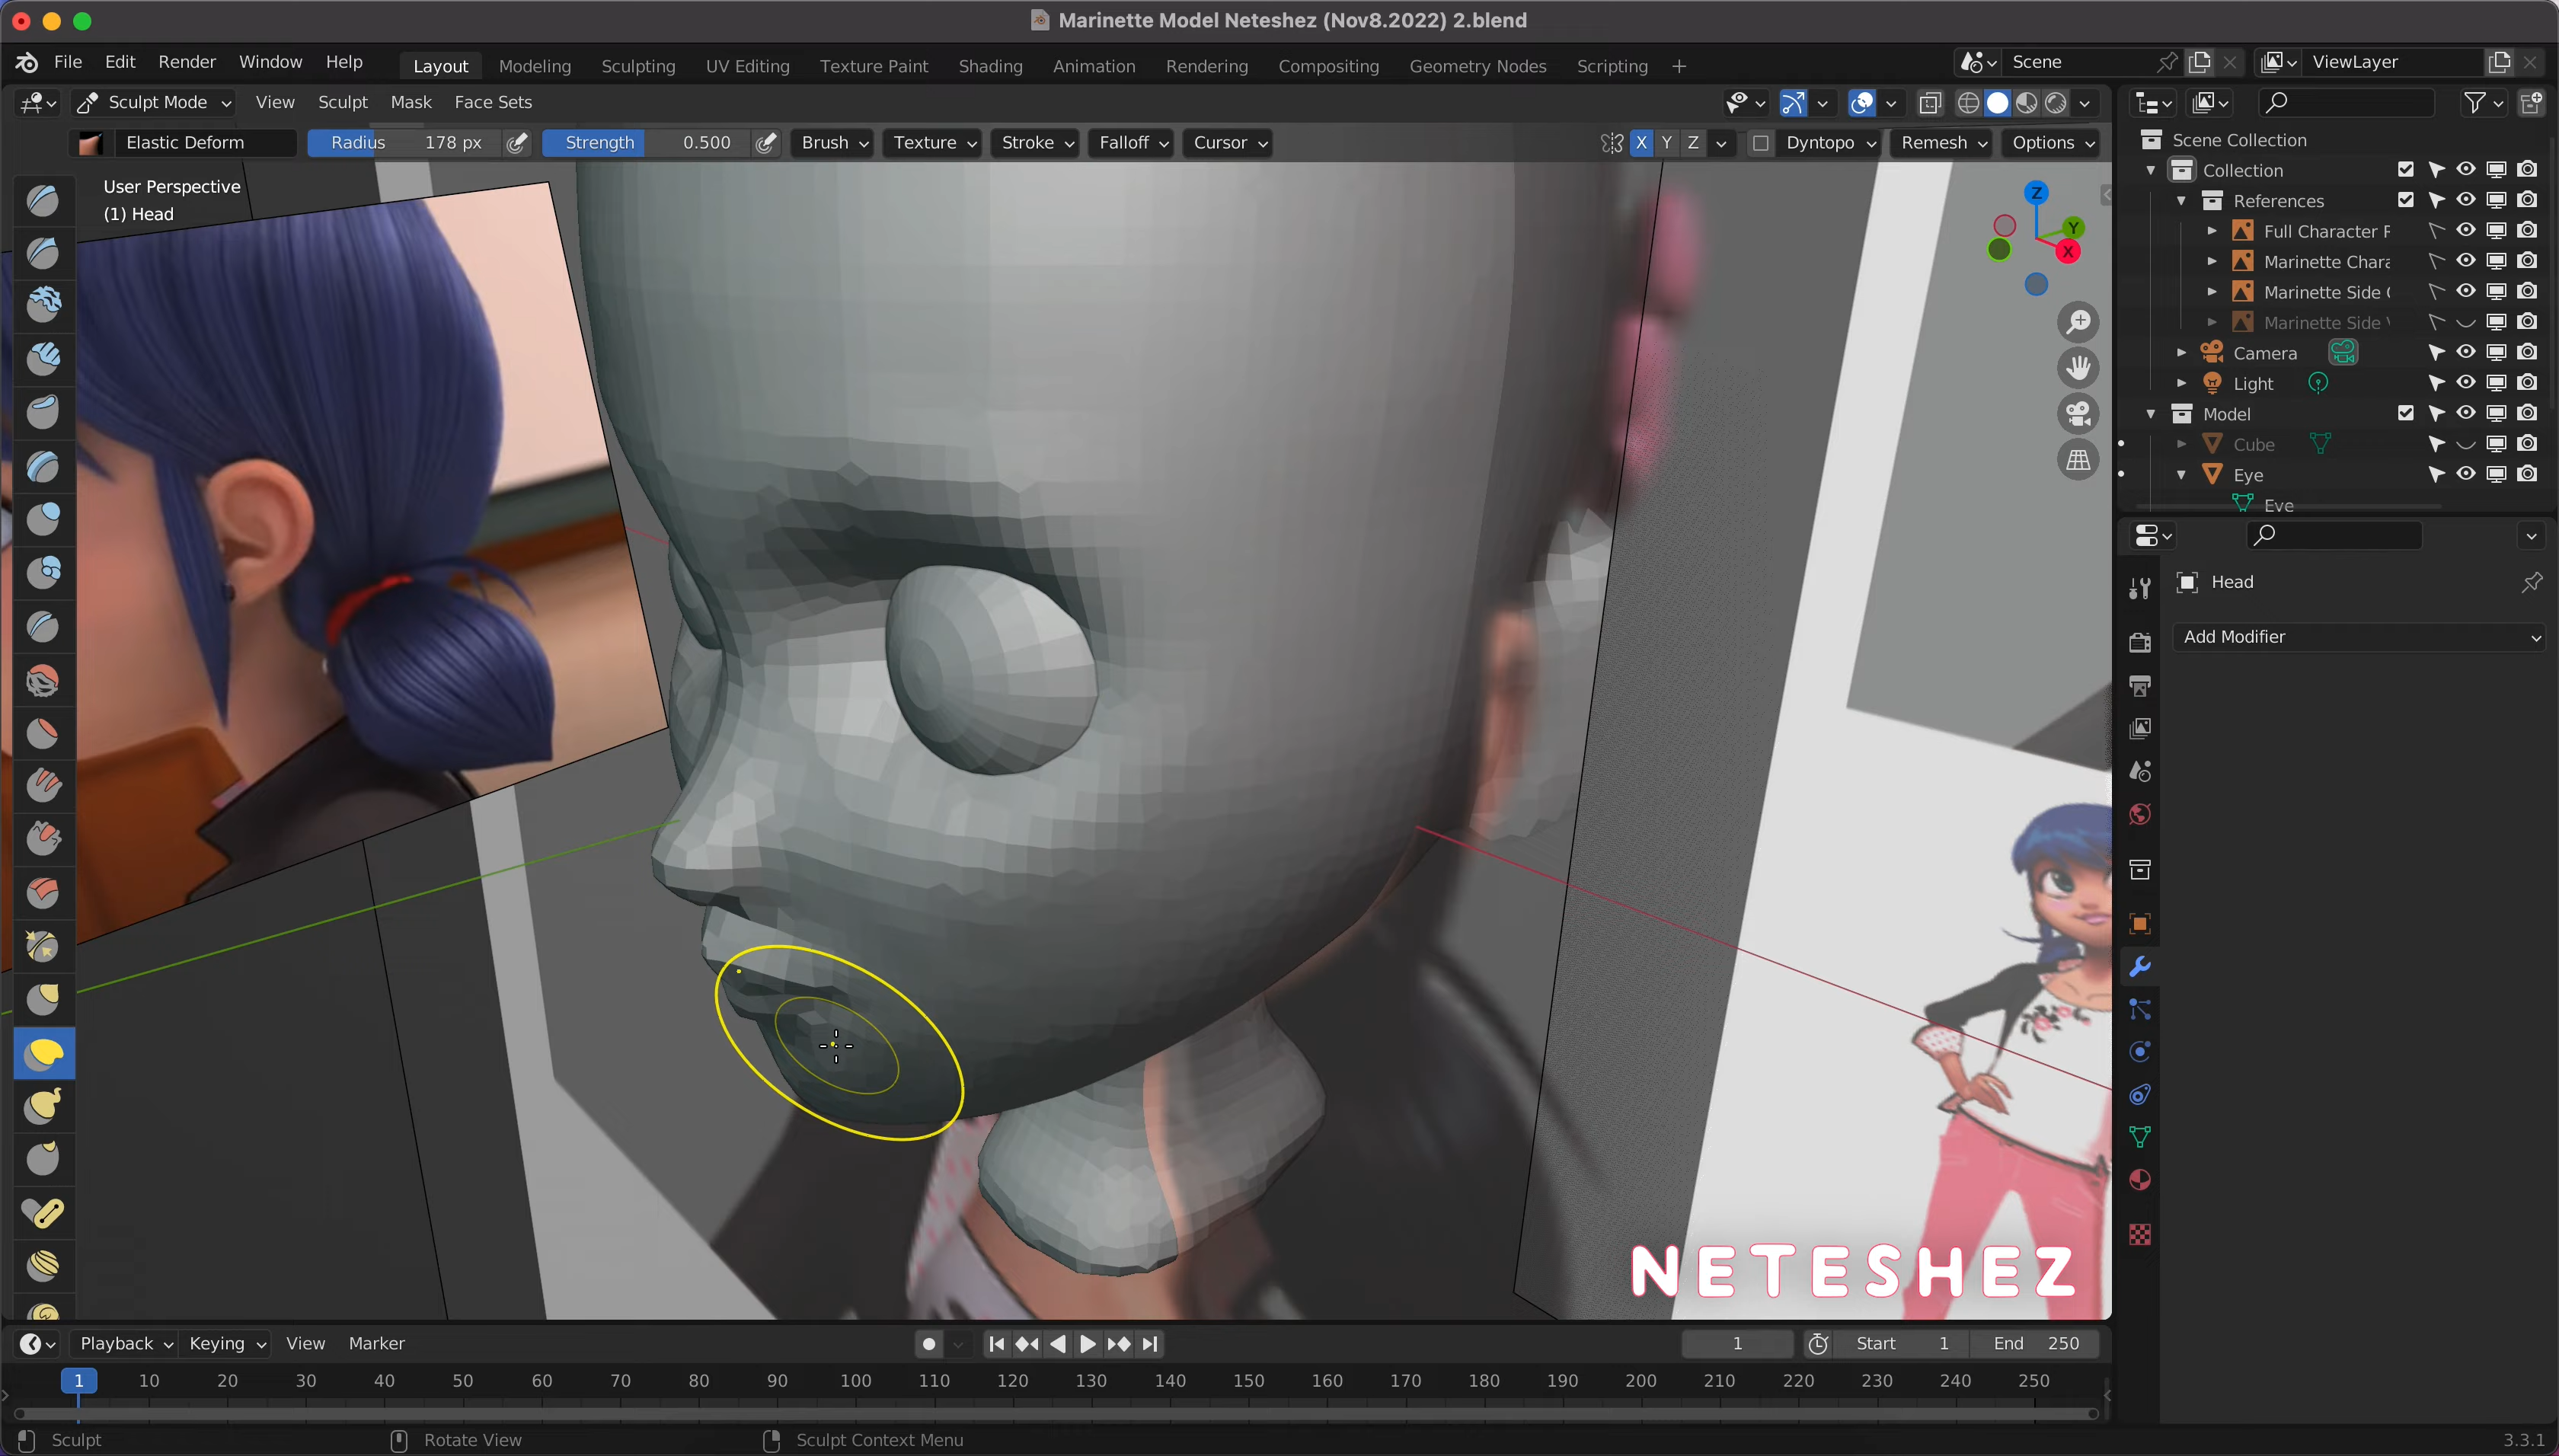 Marinette Model Neteshez (Nov8.2022) 2.blend
File Edit Render Window Help
Layout Modeling Sculpting UV Editing Texture Paint Shading Animation Rendering Compositing Geometry Nodes Scripting +
Scene
ViewLayer
Sculpt Mode View Sculpt Mask Face Sets
Elastic Deform Radius 178 px Strength 0.500 Brush Texture Stroke Falloff Cursor
X Y Z Dyntopo Remesh Options
User Perspective
(1) Head
Z
Y
X
Scene Collection
Collection
References
Full Character F
Marinette Chara
Marinette Side (
Marinette Side V
Camera
Light
Model
Cube
Eye
Eye
Head
Add Modifier
NETESHEZ
Playback Keying View Marker
1 Start 1 End 250
1 10 20 30 40 50 60 70 80 90 100 110 120 130 140 150 160 170 180 190 200 210 220 230 240 250
Sculpt Rotate View Sculpt Context Menu 3.3.1